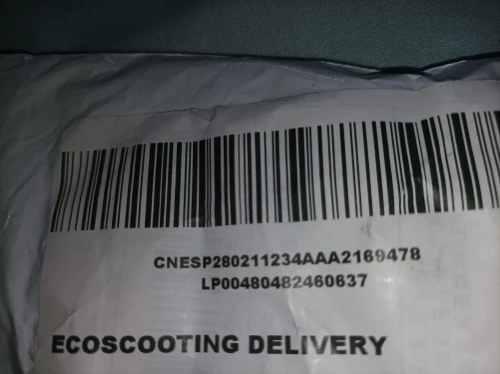 CNESP280211234AAA2169478
LP00480482460637
ECOSCOOTING DELIVERY